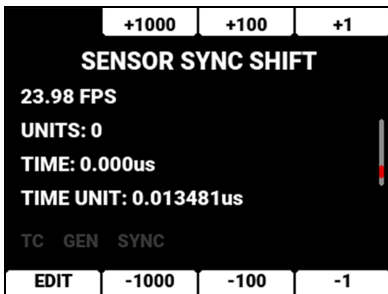 +1000 +100 +1
SENSOR SYNC SHIFT
23.98 FPS
UNITS: 0
TIME: 0.000us
TIME UNIT: 0.013481us
TC GEN SYNC
EDIT -1000 -100 -1